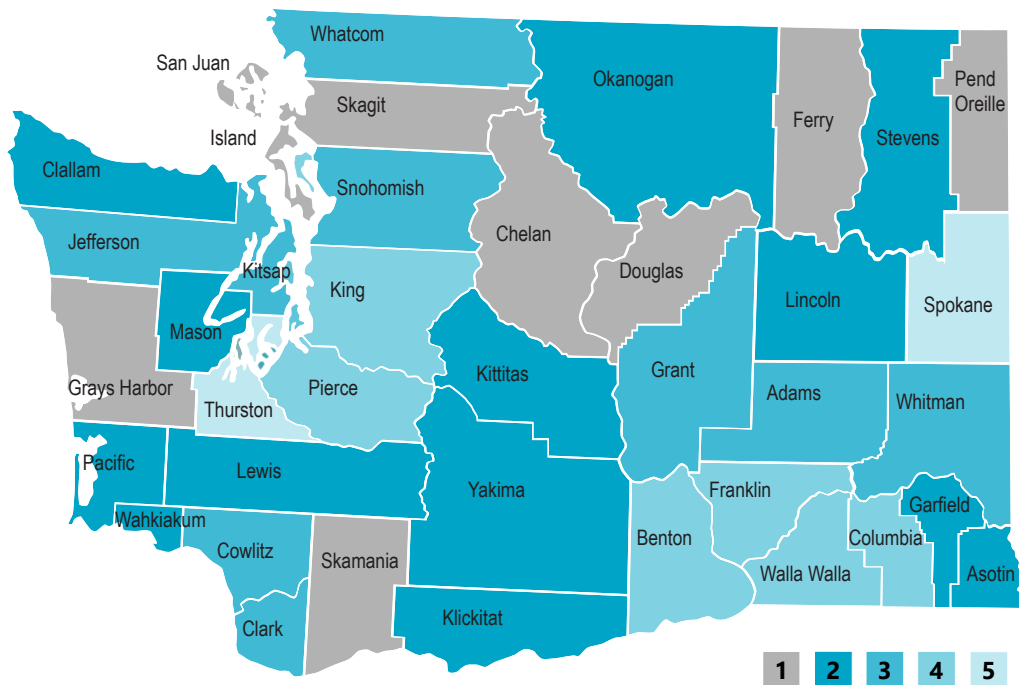 Whatcom
San Juan
Okanogan
Pend
Oreille
Skagit
Ferry
Island
Stevens
Clallam
Snohomish
Chelan
Jefferson
Kitsap
Douglas
King
Lincoln
Spokane
Mason
Kittitas
Grant
Grays Harbor
Pierce
Adams
Whitman
Thurston
Pacific
Lewis
Yakima
Franklin
Garfield
Wahkiakum
Benton
Columbia
Cowlitz
Skamania
Walla Walla
Asotin
Klickitat
Clark
1 2 3 4 5